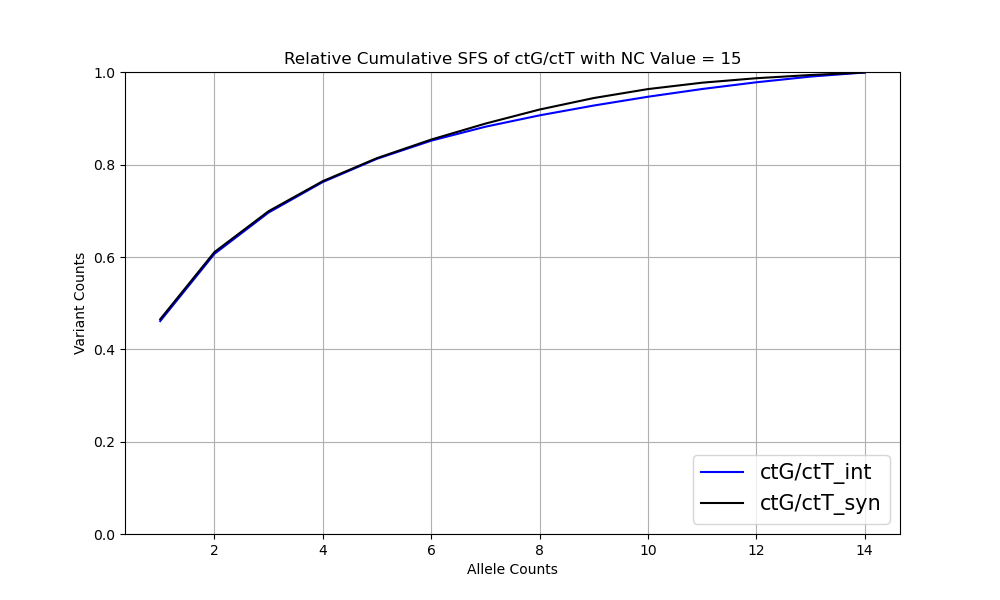 Relative Cumulative SFS of ctG/ctT with NC Value = 15
1.0
0.8
0.6
0.4
0.2
0.0
Variant Counts
2 4 6 8 10 12 14
Allele Counts
ctG/ctT_int
ctG/ctT_syn